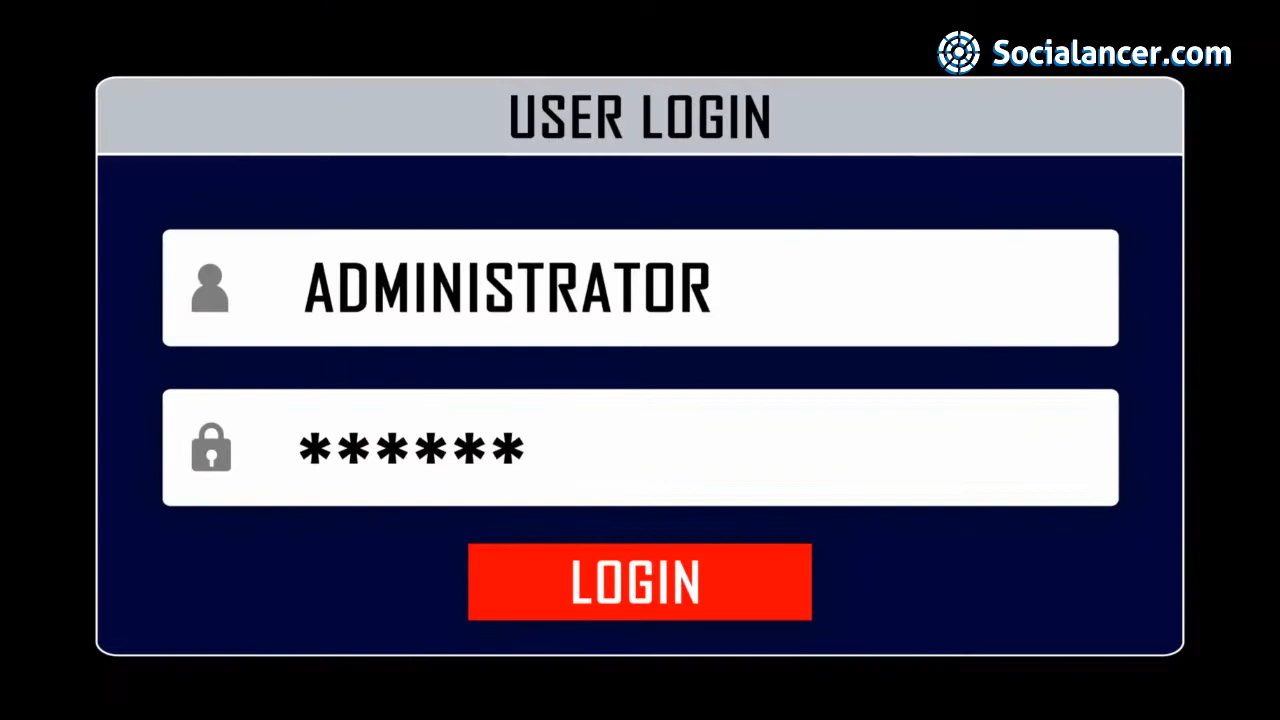 Socialancer.com
USER LOGIN
ADMINISTRATOR
******
LOGIN